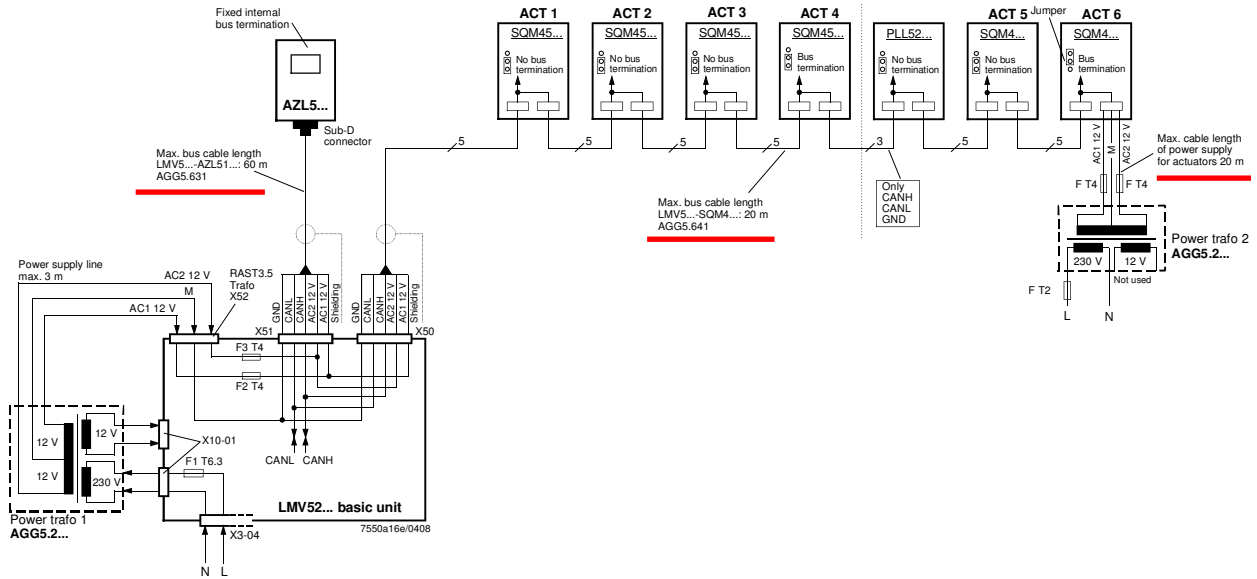 Fixed internal
bus termination
AZL5...
Sub-D
connector
Max. bus cable length
LMV5...-AZL51...: 60 m
AGG5.631
ACT 1
SQM45...
No bus
termination
ACT 2
SQM45...
No bus
termination
ACT 3
SQM45...
No bus
termination
ACT 4
SQM45...
Bus
termination
PLL52...
No bus
termination
ACT 5
SQM4...
No bus
termination
Jumper
ACT 6
SQM4...
Bus
termination
5
5
5
5
3
5
5
Max. bus cable length
LMV5...-SQM4...: 20 m
AGG5.641
Only
CANH
CANL
GND
AC1 12 V
M
AC2 12 V
Max. cable length
of power supply
for actuators 20 m
F T4
F T4
230 V
12 V
Power trafo 2
AGG5.2...
Not used
F T2
L
N
Power supply line
max. 3 m
AC2 12 V
M
AC1 12 V
RAST3.5
Trafo
X52
GND
CANL
CANH
AC2 12 V
AC1 12 V
Shielding
GND
CANL
CANH
AC2 12 V
AC1 12 V
Shielding
X51
X50
F3 T4
F2 T4
12 V
12 V
12 V
230 V
X10-01
F1 T6.3
CANL
CANH
LMV52... basic unit
7550a16e/0408
Power trafo 1
AGG5.2...
X3-04
N
L